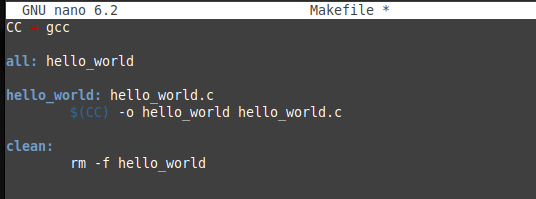 GNU nano 6.2 Makefile *
CC = gcc
all: hello_world
hello_world: hello_world.c
$(CC) -o hello_world hello_world.c
clean:
rm -f hello_world